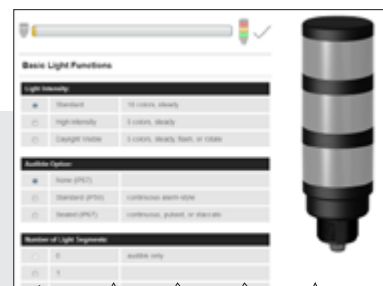 Basic Light Functions
Light Intensity:
Standard 10 colors, steady
High Intensity 5 colors, steady
Daylight Visible 5 colors, steady, flash, or rotate
Audible Option:
None (IP67)
Standard (IP50) continuous alarm-style
Sealed (IP67) continuous, pulsed, or staccato
Number of Light Segments:
0 audible only
1